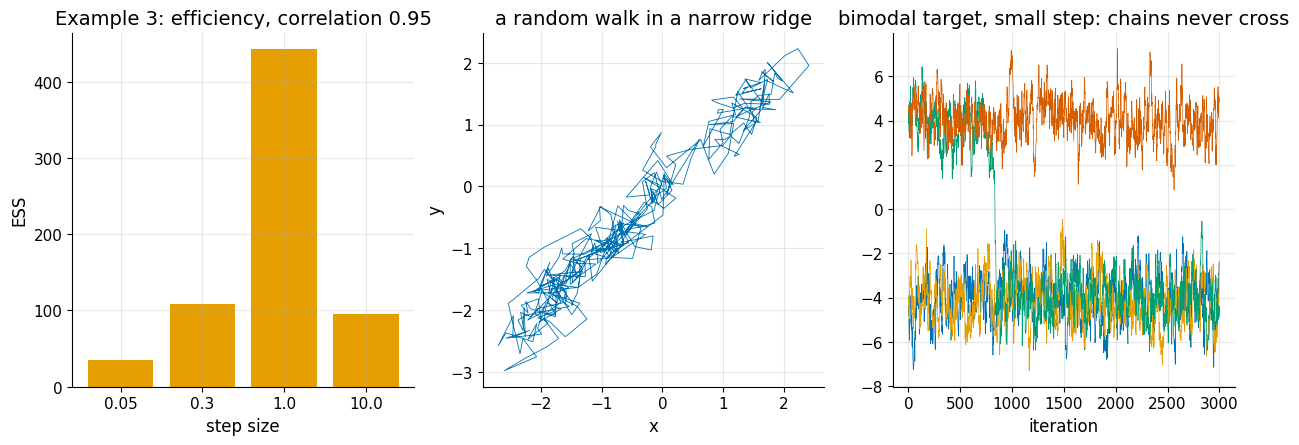 Example 3: efficiency, correlation 0.95
ESS
400
300
200
100
0
0.05 0.3 1.0 10.0
step size
a random walk in a narrow ridge
y
2
1
0
−1
−2
−3
−2 −1 0 1 2
x
bimodal target, small step: chains never cross
6
4
2
0
−2
−4
−6
−8
0 500 1000 1500 2000 2500 3000
iteration